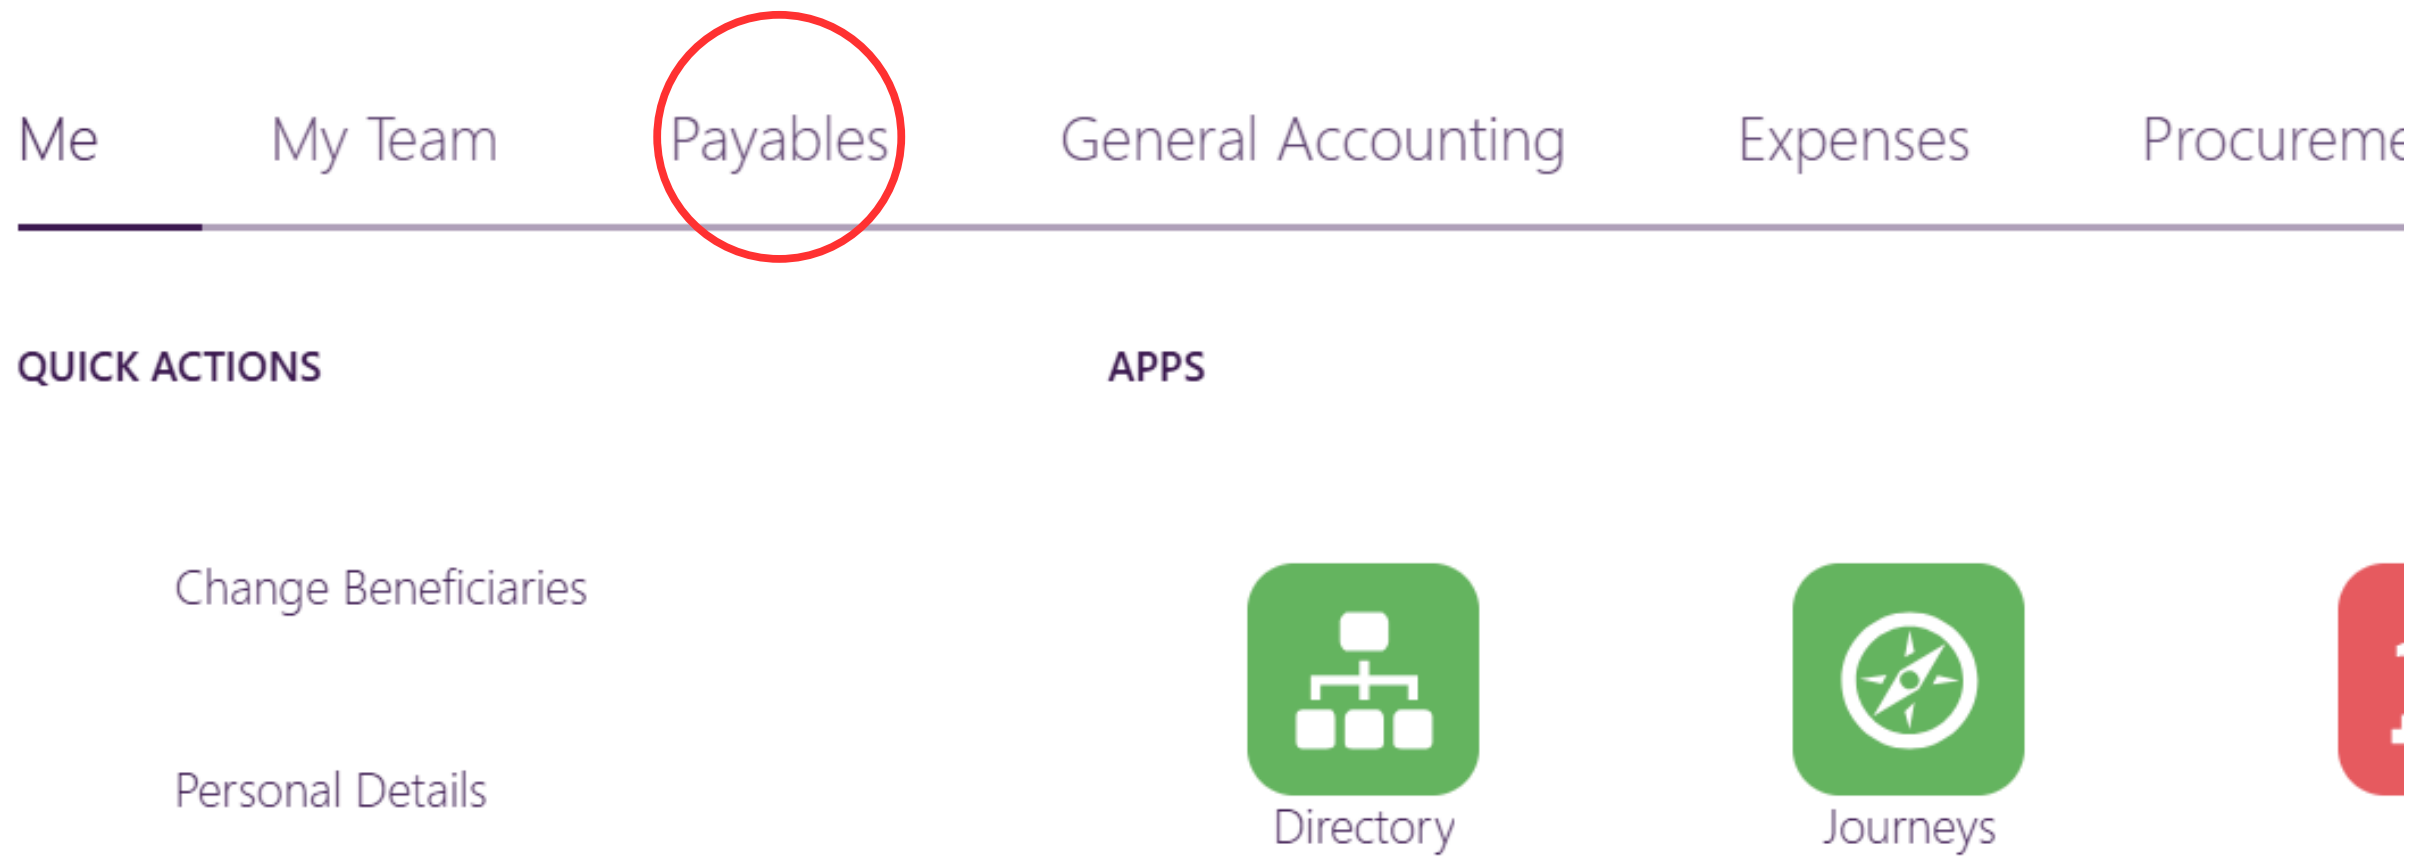 Me My Team Payables General Accounting Expenses
QUICK ACTIONS APPS
Change Beneficiaries
Personal Details
Directory Journeys